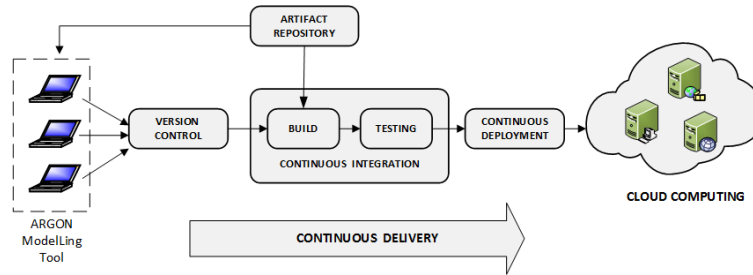 ARTIFACT
REPOSITORY
VERSION
CONTROL
BUILD
TESTING
CONTINUOUS INTEGRATION
CONTINUOUS
DEPLOYMENT
CLOUD COMPUTING
ARGON
ModelLing
Tool
CONTINUOUS DELIVERY